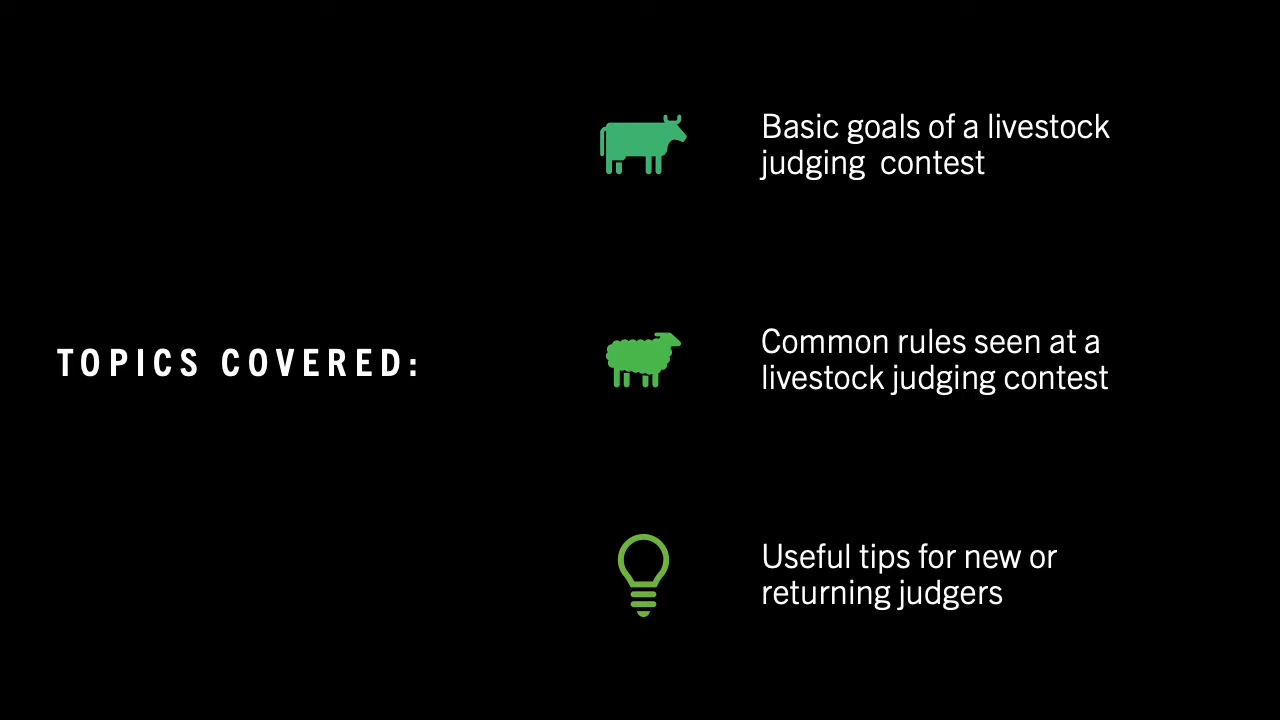 TOPICS COVERED:
Basic goals of a livestock
judging  contest
Common rules seen at a
livestock judging contest
Useful tips for new or
returning judgers